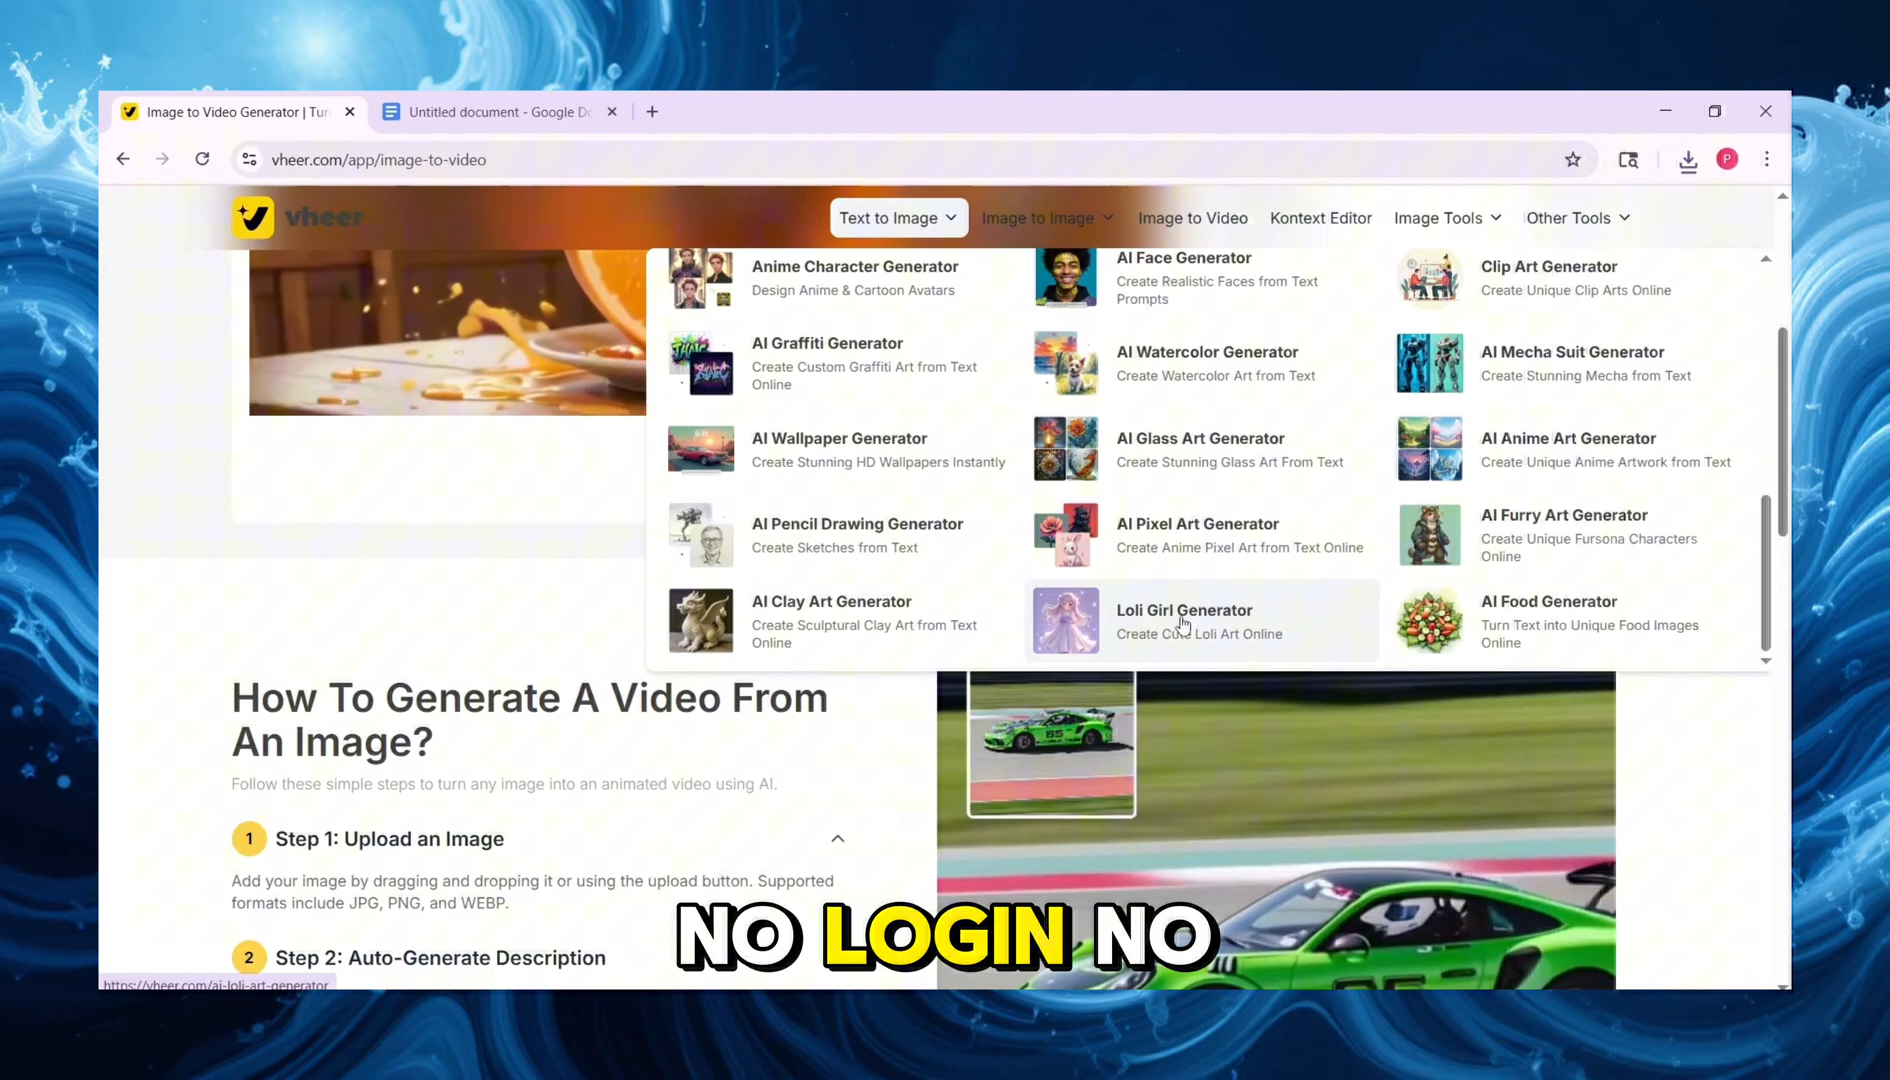 Image to Video Generator | Tur
Untitled document - Google Do
vheer.com/app/image-to-video
P
vheer
Text to Image
Image to Image
Image to Video
Kontext Editor
Image Tools
Other Tools
Anime Character Generator
Design Anime & Cartoon Avatars
AI Face Generator
Create Realistic Faces from Text
Prompts
Clip Art Generator
Create Unique Clip Arts Online
AI Graffiti Generator
Create Custom Graffiti Art from Text
Online
AI Watercolor Generator
Create Watercolor Art from Text
AI Mecha Suit Generator
Create Stunning Mecha from Text
AI Wallpaper Generator
Create Stunning HD Wallpapers Instantly
AI Glass Art Generator
Create Stunning Glass Art From Text
AI Anime Art Generator
Create Unique Anime Artwork from Text
AI Pencil Drawing Generator
Create Sketches from Text
AI Pixel Art Generator
Create Anime Pixel Art from Text Online
AI Furry Art Generator
Create Unique Fursona Characters
Online
AI Clay Art Generator
Create Sculptural Clay Art from Text
Online
Loli Girl Generator
Create Cute Loli Art Online
AI Food Generator
Turn Text into Unique Food Images
Online
How To Generate A Video From
An Image?
Follow these simple steps to turn any image into an animated video using AI.
1 Step 1: Upload an Image
Add your image by dragging and dropping it or using the upload button. Supported
formats include JPG, PNG, and WEBP.
2 Step 2: Auto-Generate Description
NO LOGIN NO
https://vheer.com/ai-loli-art-generator